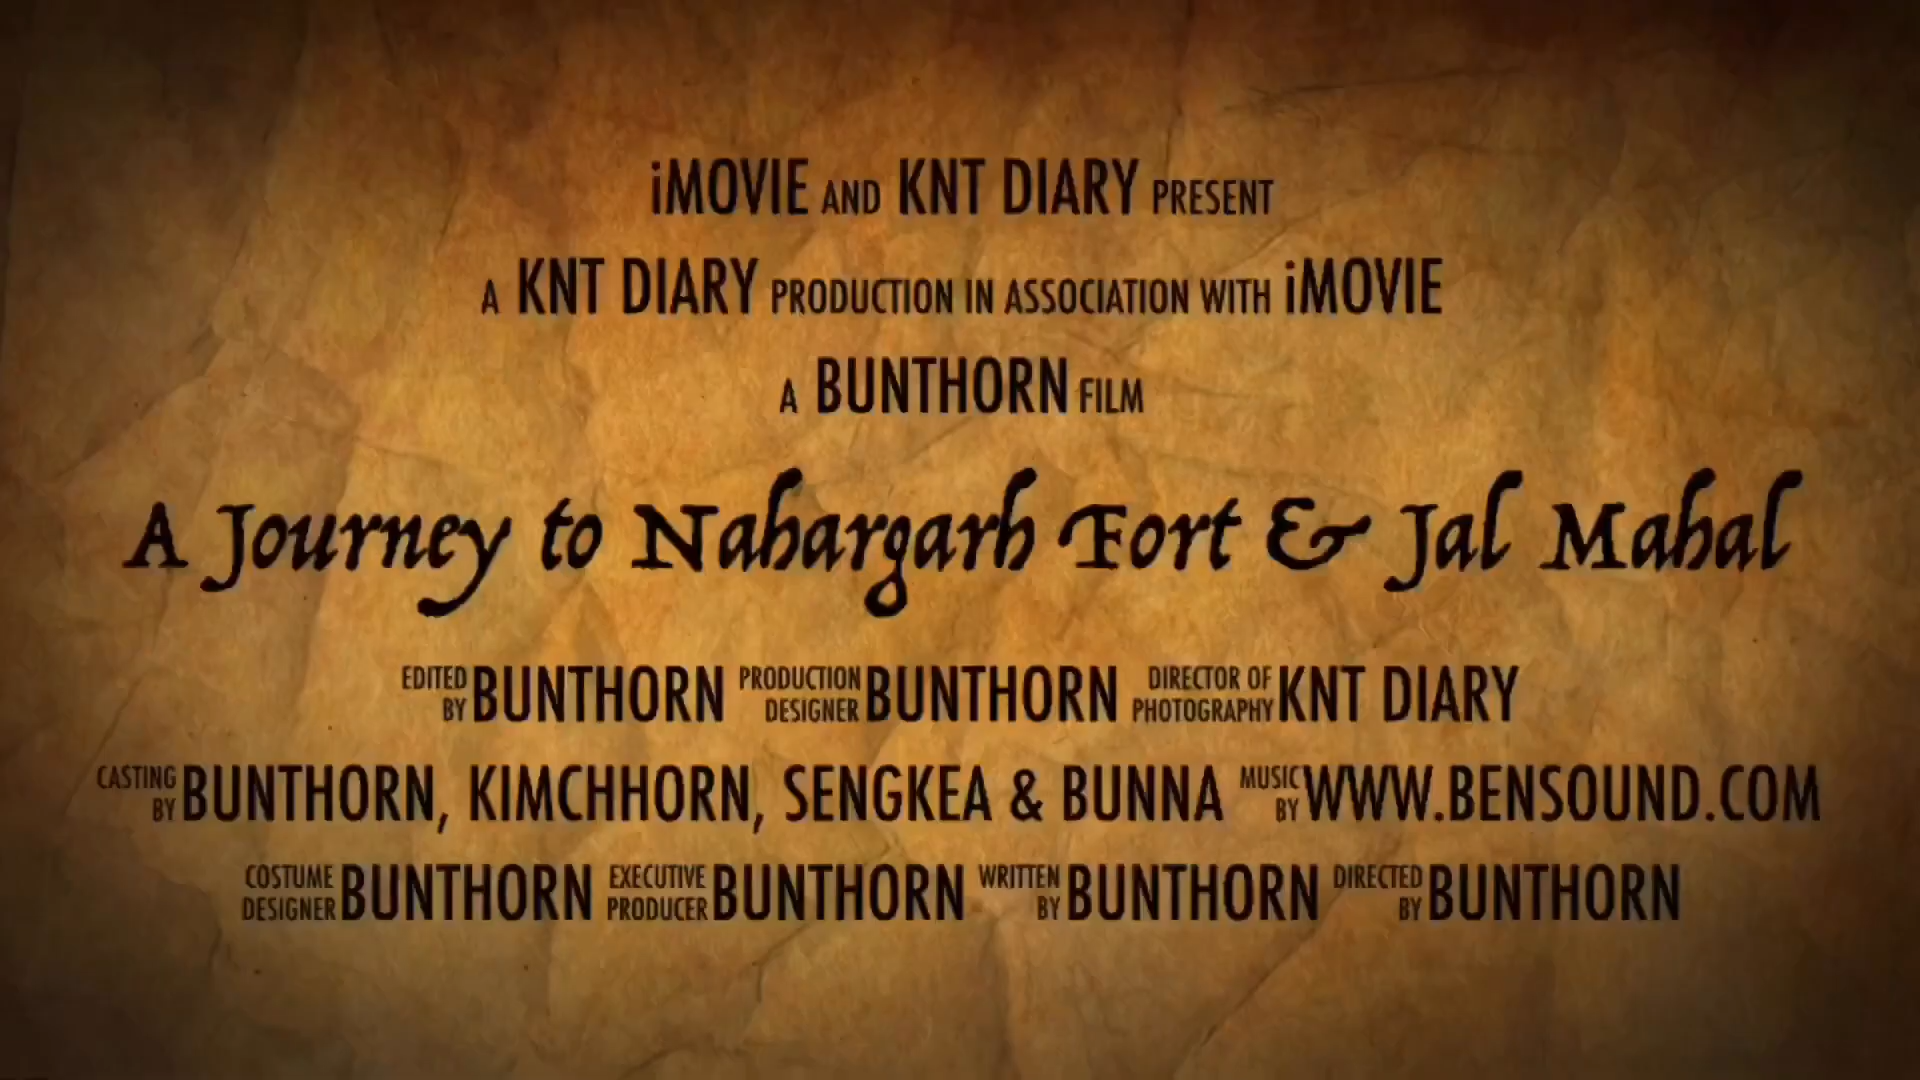 iMOVIE AND KNT DIARY PRESENT
A KNT DIARY PRODUCTION IN ASSOCIATION WITH iMOVIE
A BUNTHORN FILM
A Journey to Nahargarh Fort & Jal Mahal
EDITED BY BUNTHORN PRODUCTION DESIGNER BUNTHORN DIRECTOR OF PHOTOGRAPHY KNT DIARY
CASTING BY BUNTHORN, KIMCHHORN, SENGKEA & BUNNA MUSIC BY WWW.BENSOUND.COM
COSTUME DESIGNER BUNTHORN EXECUTIVE PRODUCER BUNTHORN WRITTEN BY BUNTHORN DIRECTED BY BUNTHORN